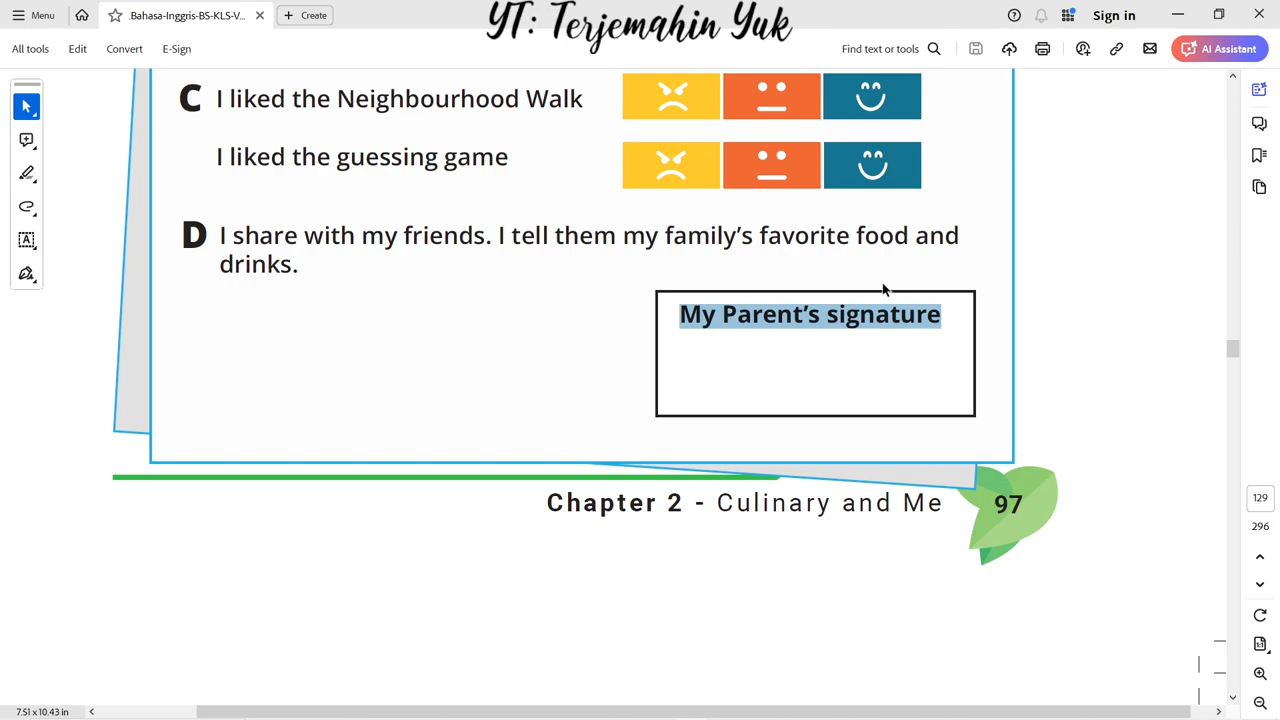 Menu
.Bahasa-Inggris-BS-KLS-V...
Create
YT: Terjemahin Yuk
Sign in
All tools
Edit
Convert
E-Sign
Find text or tools
AI Assistant
C I liked the Neighbourhood Walk
I liked the guessing game
D I share with my friends. I tell them my family's favorite food and
drinks.
My Parent's signature
Chapter 2 - Culinary and Me
97
129
296
7.51 x 10.43 in